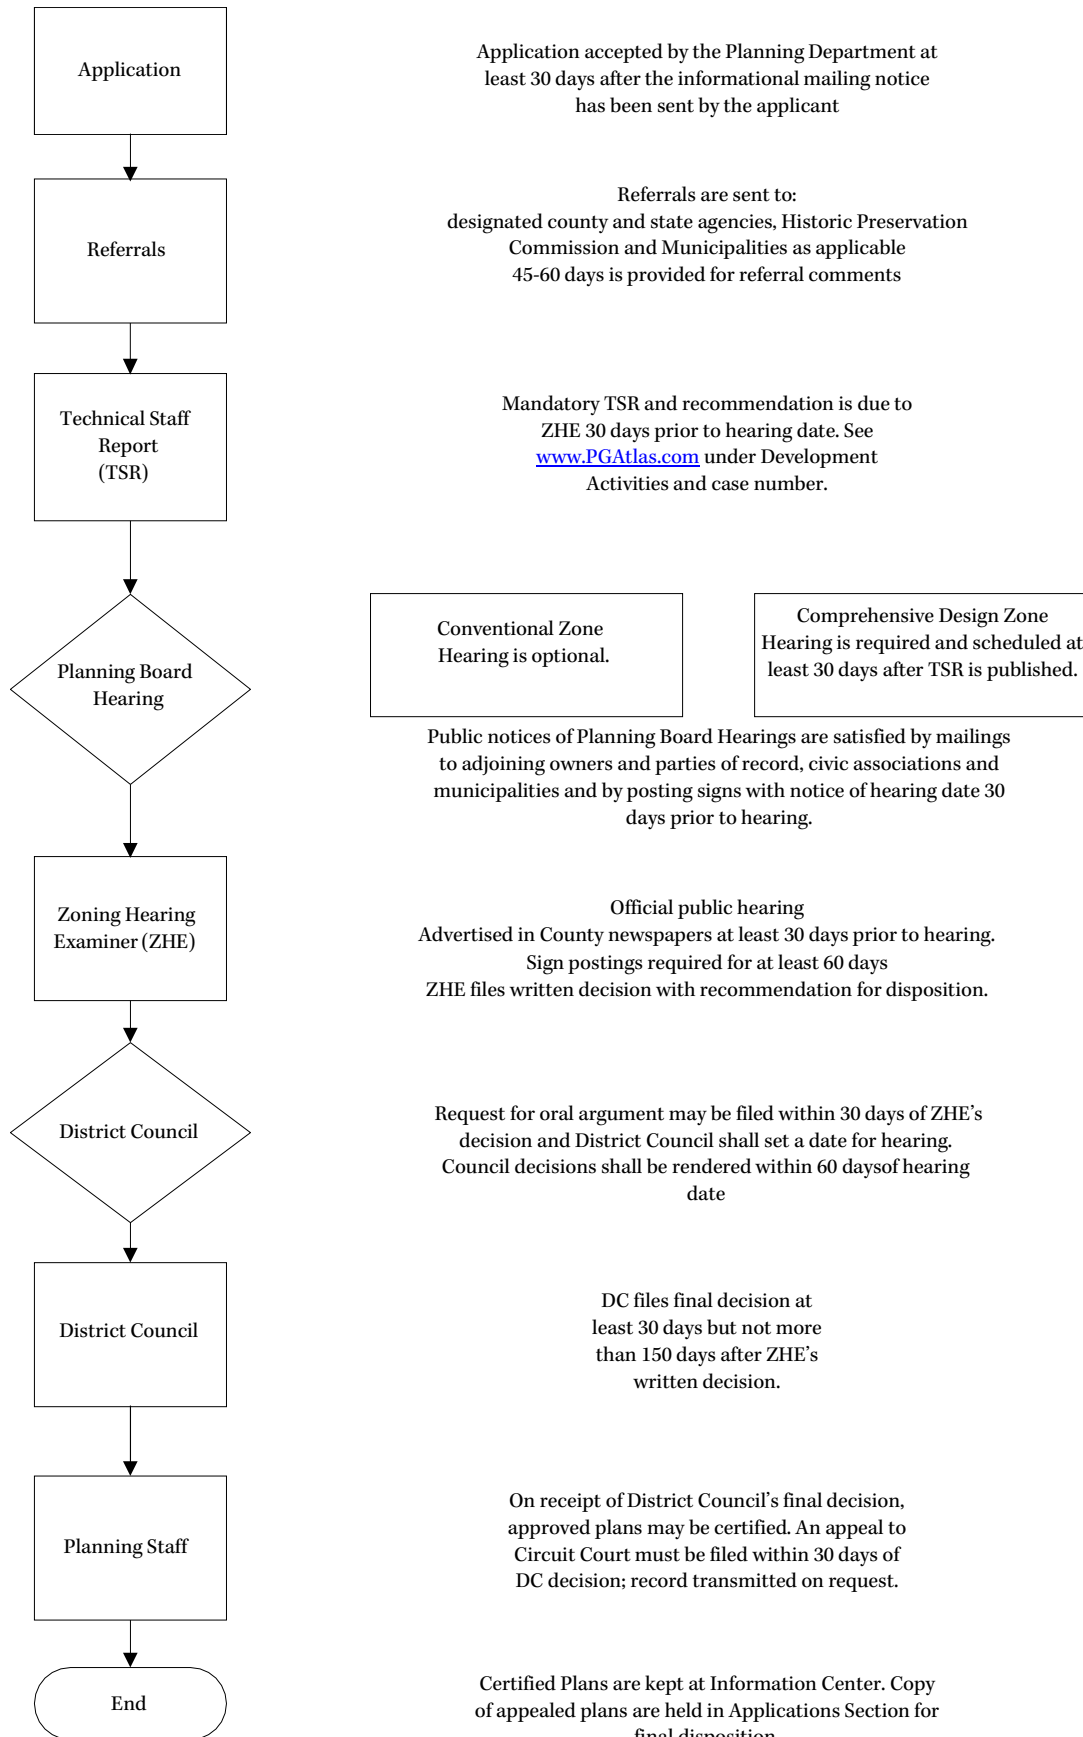 Application
Application accepted by the Planning Department at
least 30 days after the informational mailing notice
has been sent by the applicant
Referrals
Referrals are sent to:
designated county and state agencies, Historic Preservation
Commission and Municipalities as applicable
45-60 days is provided for referral comments
Technical Staff
Report
(TSR)
Mandatory TSR and recommendation is due to
ZHE 30 days prior to hearing date. See
www.PGAtlas.com under Development
Activities and case number.
Planning Board
Hearing
Conventional Zone
Hearing is optional.
Comprehensive Design Zone
Hearing is required and scheduled at
least 30 days after TSR is published.
Public notices of Planning Board Hearings are satisfied by mailings
to adjoining owners and parties of record, civic associations and
municipalities and by posting signs with notice of hearing date 30
days prior to hearing.
Zoning Hearing
Examiner (ZHE)
Official public hearing
Advertised in County newspapers at least 30 days prior to hearing.
Sign postings required for at least 60 days
ZHE files written decision with recommendation for disposition.
District Council
Request for oral argument may be filed within 30 days of ZHE's
decision and District Council shall set a date for hearing.
Council decisions shall be rendered within 60 daysof hearing
date
District Council
DC files final decision at
least 30 days but not more
than 150 days after ZHE's
written decision.
Planning Staff
On receipt of District Council's final decision,
approved plans may be certified. An appeal to
Circuit Court must be filed within 30 days of
DC decision; record transmitted on request.
End
Certified Plans are kept at Information Center. Copy
of appealed plans are held in Applications Section for
final disposition